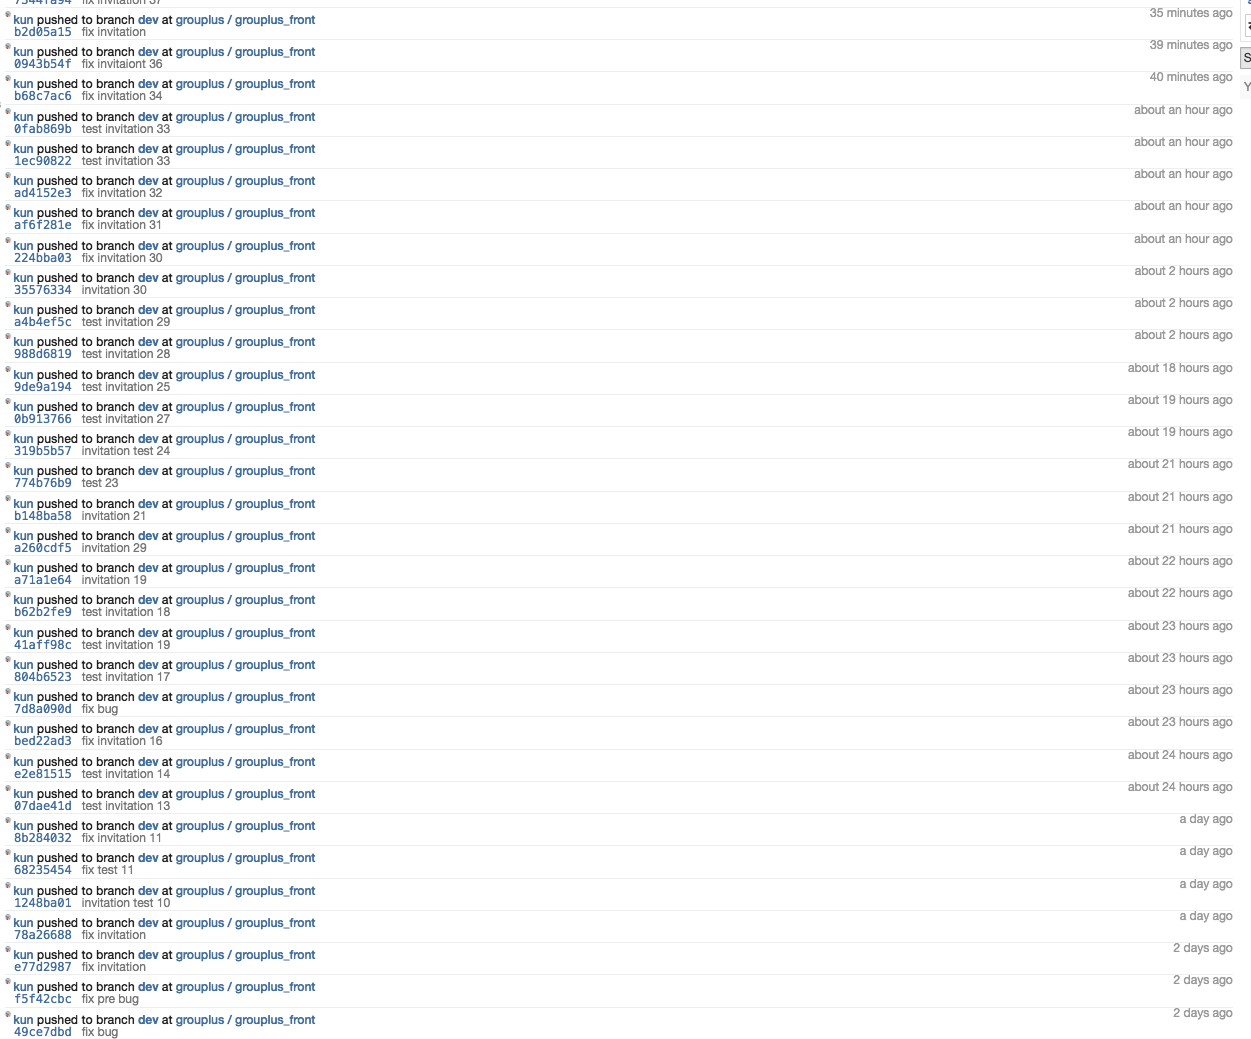 7544fa94 fix invitation 37
kun pushed to branch dev at grouplus / grouplus_front 35 minutes ago
b2d05a15 fix invitation
kun pushed to branch dev at grouplus / grouplus_front 39 minutes ago
0943b54f fix invitaiont 36
kun pushed to branch dev at grouplus / grouplus_front 40 minutes ago
b68c7ac6 fix invitation 34
kun pushed to branch dev at grouplus / grouplus_front about an hour ago
0fab869b test invitation 33
kun pushed to branch dev at grouplus / grouplus_front about an hour ago
1ec90822 test invitation 33
kun pushed to branch dev at grouplus / grouplus_front about an hour ago
ad4152e3 fix invitation 32
kun pushed to branch dev at grouplus / grouplus_front about an hour ago
af6f281e fix invitation 31
kun pushed to branch dev at grouplus / grouplus_front about an hour ago
224bba03 fix invitation 30
kun pushed to branch dev at grouplus / grouplus_front about 2 hours ago
35576334 invitation 30
kun pushed to branch dev at grouplus / grouplus_front about 2 hours ago
a4b4ef5c test invitation 29
kun pushed to branch dev at grouplus / grouplus_front about 2 hours ago
988d6819 test invitation 28
kun pushed to branch dev at grouplus / grouplus_front about 18 hours ago
9de9a194 test invitation 25
kun pushed to branch dev at grouplus / grouplus_front about 19 hours ago
0b913766 test invitation 27
kun pushed to branch dev at grouplus / grouplus_front about 19 hours ago
319b5b57 invitation test 24
kun pushed to branch dev at grouplus / grouplus_front about 21 hours ago
774b76b9 test 23
kun pushed to branch dev at grouplus / grouplus_front about 21 hours ago
b148ba58 invitation 21
kun pushed to branch dev at grouplus / grouplus_front about 21 hours ago
a260cdf5 invitation 29
kun pushed to branch dev at grouplus / grouplus_front about 22 hours ago
a71a1e64 invitation 19
kun pushed to branch dev at grouplus / grouplus_front about 22 hours ago
b62b2fe9 test invitation 18
kun pushed to branch dev at grouplus / grouplus_front about 23 hours ago
41aff98c test invitation 19
kun pushed to branch dev at grouplus / grouplus_front about 23 hours ago
804b6523 test invitation 17
kun pushed to branch dev at grouplus / grouplus_front about 23 hours ago
7d8a090d fix bug
kun pushed to branch dev at grouplus / grouplus_front about 23 hours ago
bed22ad3 fix invitation 16
kun pushed to branch dev at grouplus / grouplus_front about 24 hours ago
e2e81515 test invitation 14
kun pushed to branch dev at grouplus / grouplus_front about 24 hours ago
07dae41d test invitation 13
kun pushed to branch dev at grouplus / grouplus_front a day ago
8b284032 fix invitation 11
kun pushed to branch dev at grouplus / grouplus_front a day ago
68235454 fix test 11
kun pushed to branch dev at grouplus / grouplus_front a day ago
1248ba01 invitation test 10
kun pushed to branch dev at grouplus / grouplus_front a day ago
78a26688 fix invitation
kun pushed to branch dev at grouplus / grouplus_front 2 days ago
e77d2987 fix invitation
kun pushed to branch dev at grouplus / grouplus_front 2 days ago
f5f42cbc fix pre bug
kun pushed to branch dev at grouplus / grouplus_front 2 days ago
49ce7dbd fix bug